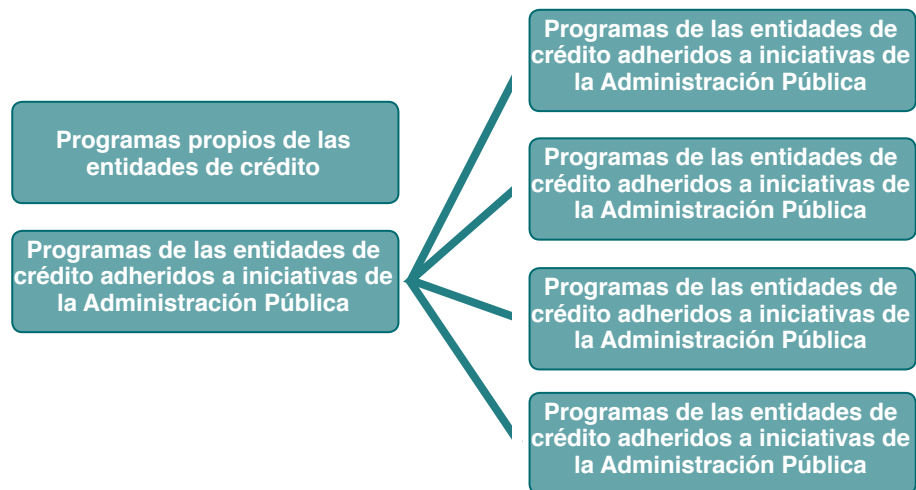 Programas propios de las
entidades de crédito
Programas de las entidades de
crédito adheridos a iniciativas de
la Administración Pública
Programas de las entidades de
crédito adheridos a iniciativas de
la Administración Pública
Programas de las entidades de
crédito adheridos a iniciativas de
la Administración Pública
Programas de las entidades de
crédito adheridos a iniciativas de
la Administración Pública
Programas de las entidades de
crédito adheridos a iniciativas de
la Administración Pública